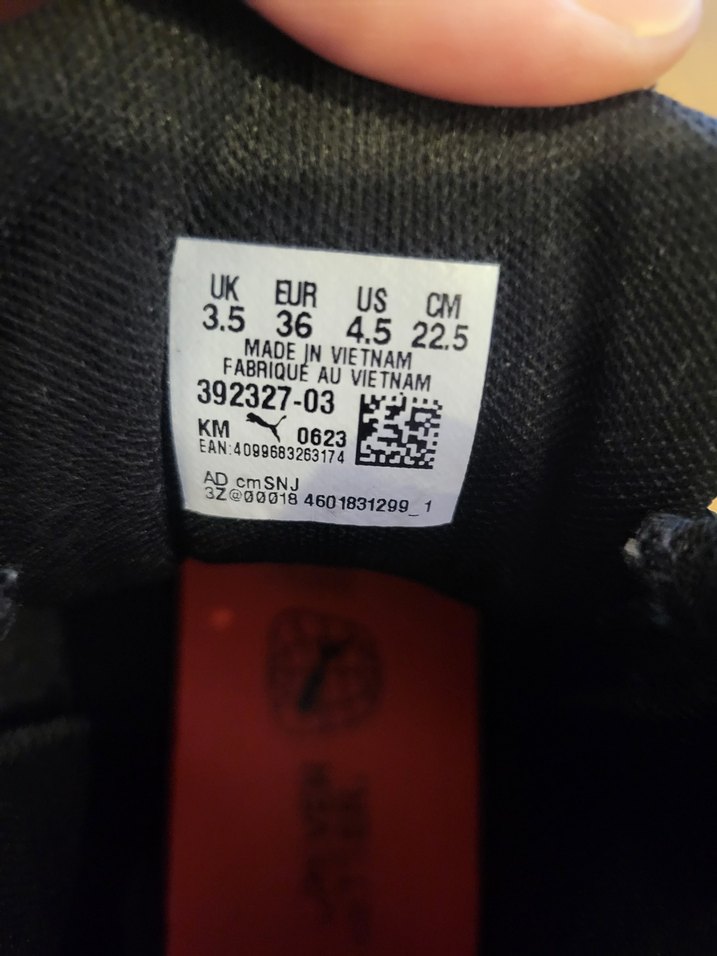 UK EUR US CM
3.5 36 4.5 22.5
MADE IN VIETNAM
FABRIQUÉ AU VIETNAM
392327-03
KM 0623
EAN:4099683263174
AD cmSNJ
3Z@00018 4601831299_1